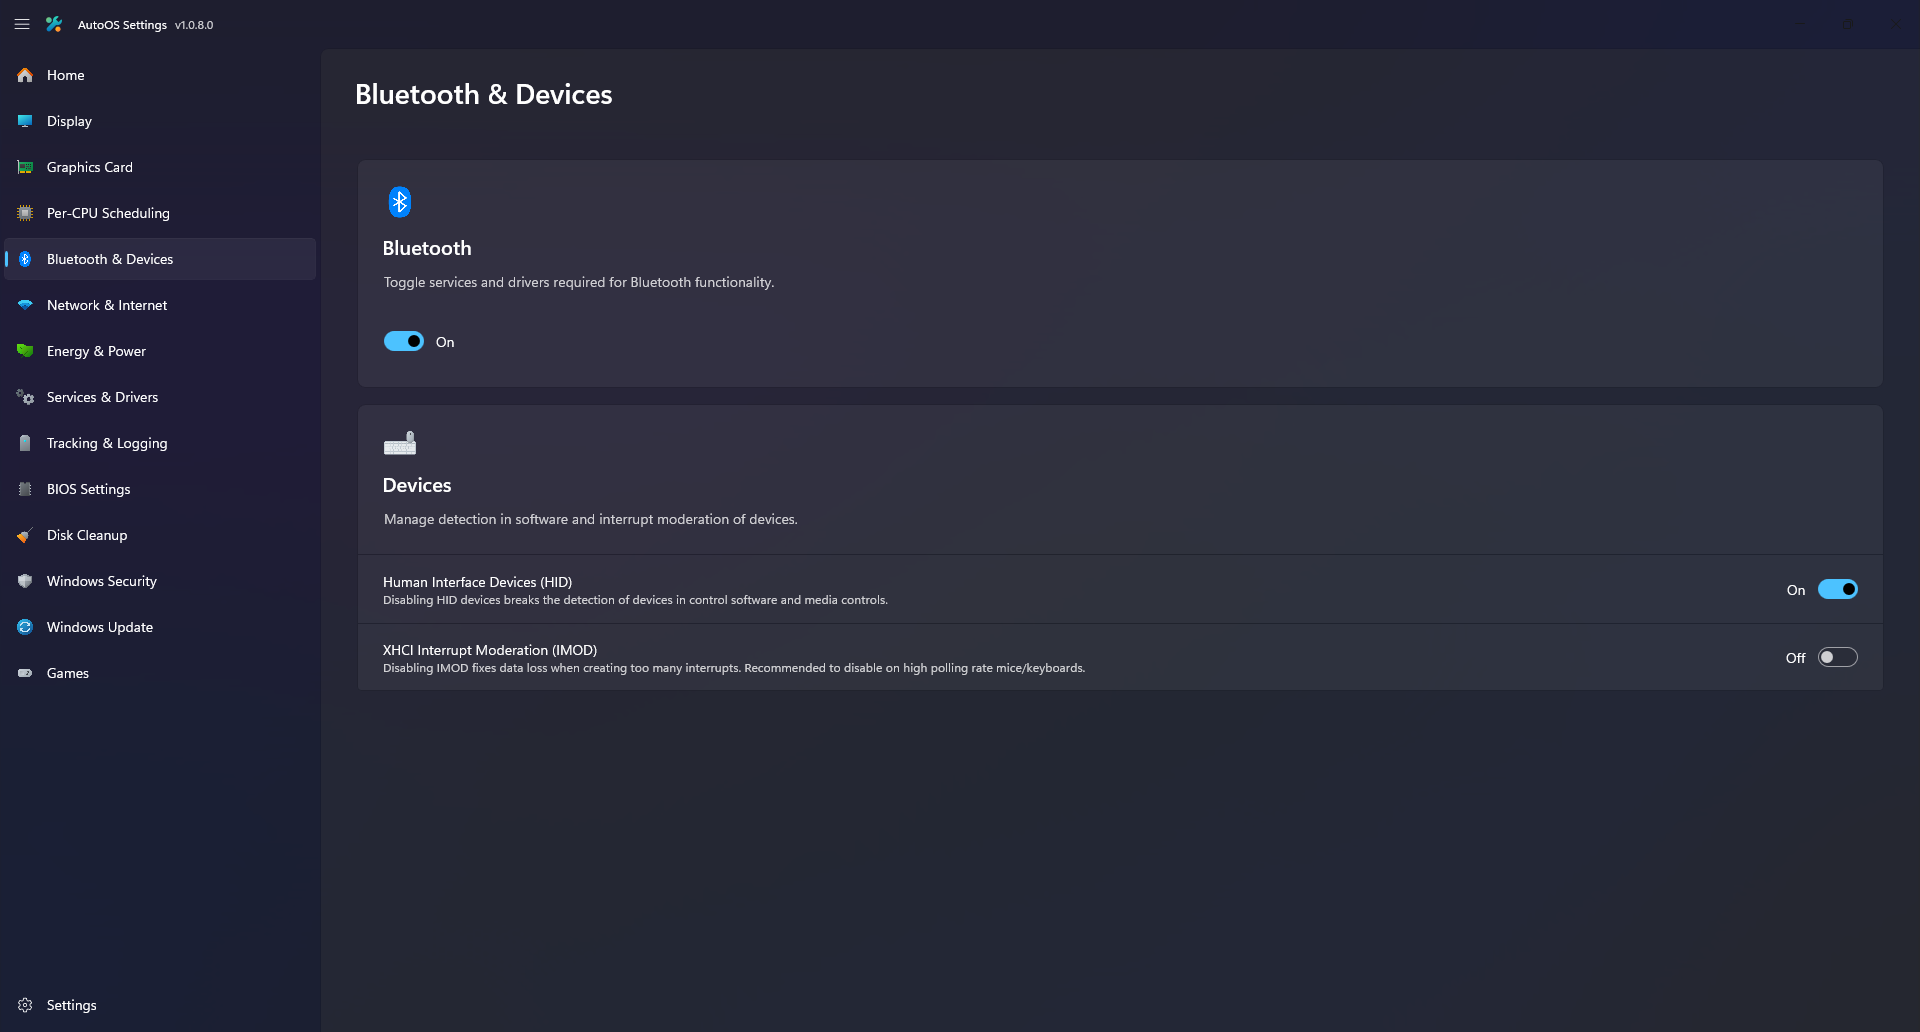 AutoOS Settings v1.0.8.0
Home
Display
Graphics Card
Per-CPU Scheduling
Bluetooth & Devices
Network & Internet
Energy & Power
Services & Drivers
Tracking & Logging
BIOS Settings
Disk Cleanup
Windows Security
Windows Update
Games
Settings
Bluetooth & Devices
Bluetooth
Toggle services and drivers required for Bluetooth functionality.
On
Devices
Manage detection in software and interrupt moderation of devices.
Human Interface Devices (HID)
Disabling HID devices breaks the detection of devices in control software and media controls.
On
XHCI Interrupt Moderation (IMOD)
Disabling IMOD fixes data loss when creating too many interrupts. Recommended to disable on high polling rate mice/keyboards.
Off